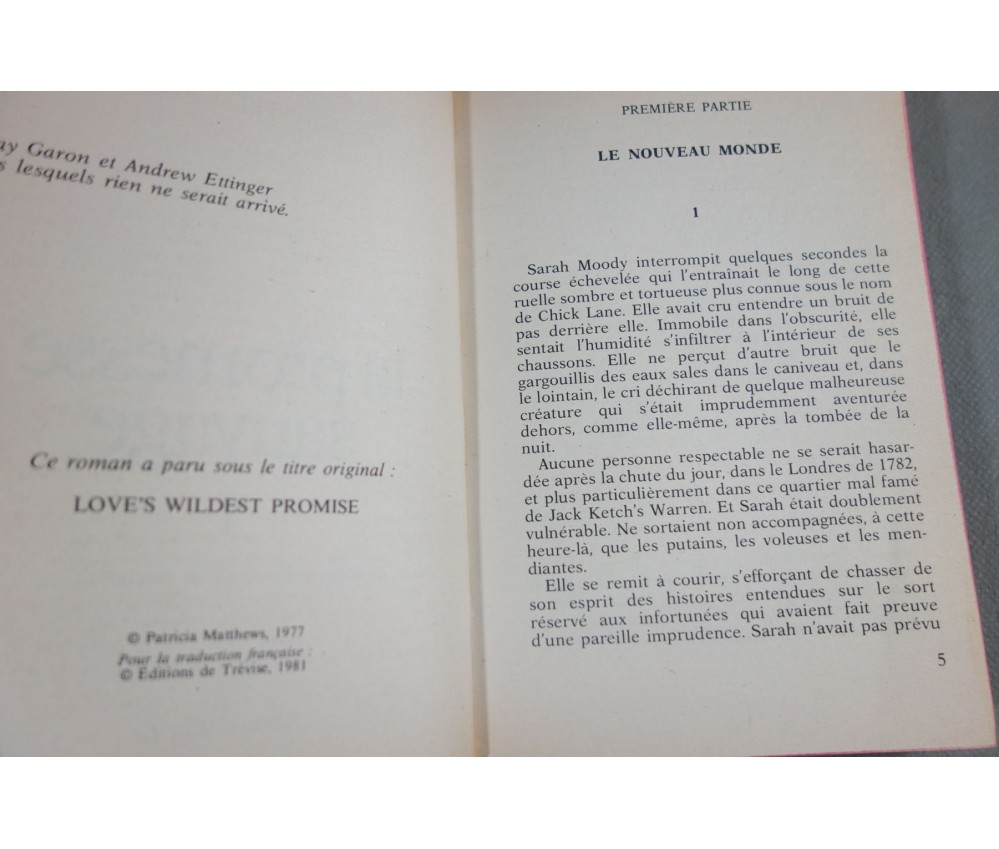 ay Garon et Andrew Ettinger
s lesquels rien ne serait arrivé.
Ce roman a paru sous le titre original :
LOVE'S WILDEST PROMISE
© Patricia Matthews, 1977
Pour la traduction française :
© Éditions de Trévise, 1981
PREMIÈRE PARTIE
LE NOUVEAU MONDE
1
Sarah Moody interrompit quelques secondes la
course échevelée qui l'entraînait le long de cette
ruelle sombre et tortueuse plus connue sous le nom
de Chick Lane. Elle avait cru entendre un bruit de
pas derrière elle. Immobile dans l'obscurité, elle
sentait l'humidité s'infiltrer à l'intérieur de ses
chaussons. Elle ne perçut d'autre bruit que le
gargouillis des eaux sales dans le caniveau et, dans
le lointain, le cri déchirant de quelque malheureuse
créature qui s'était imprudemment aventurée
dehors, comme elle-même, après la tombée de la
nuit.
Aucune personne respectable ne se serait hasar-
dée après la chute du jour, dans le Londres de 1782,
et plus particulièrement dans ce quartier mal famé
de Jack Ketch's Warren. Et Sarah était doublement
vulnérable. Ne sortaient non accompagnées, à cette
heure-là, que les putains, les voleuses et les men-
diantes.
Elle se remit à courir, s'efforçant de chasser de
son esprit des histoires entendues sur le sort
réservé aux infortunées qui avaient fait preuve
d'une pareille imprudence. Sarah n'avait pas prévu
5